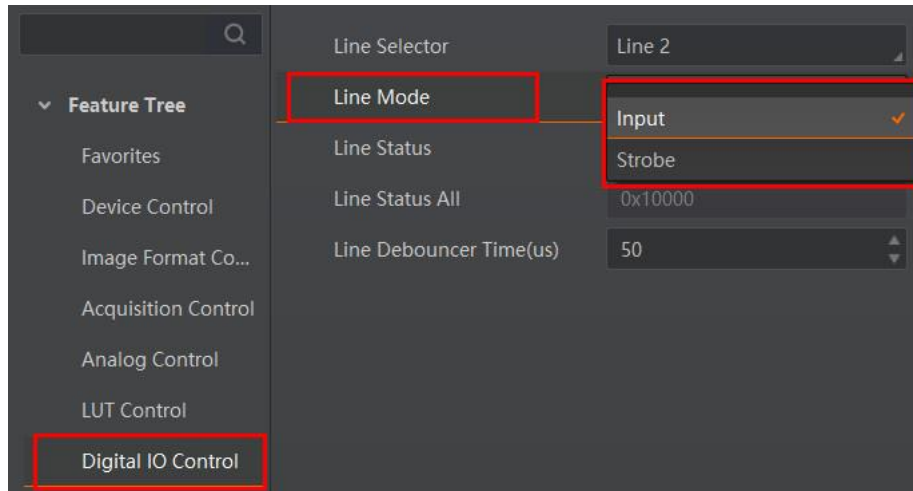 Feature Tree
Favorites
Device Control
Image Format Co...
Acquisition Control
Analog Control
LUT Control
Digital IO Control
Line Selector
Line 2
Line Mode
Input
Strobe
Line Status
Line Status All
0x10000
Line Debouncer Time(us)
50